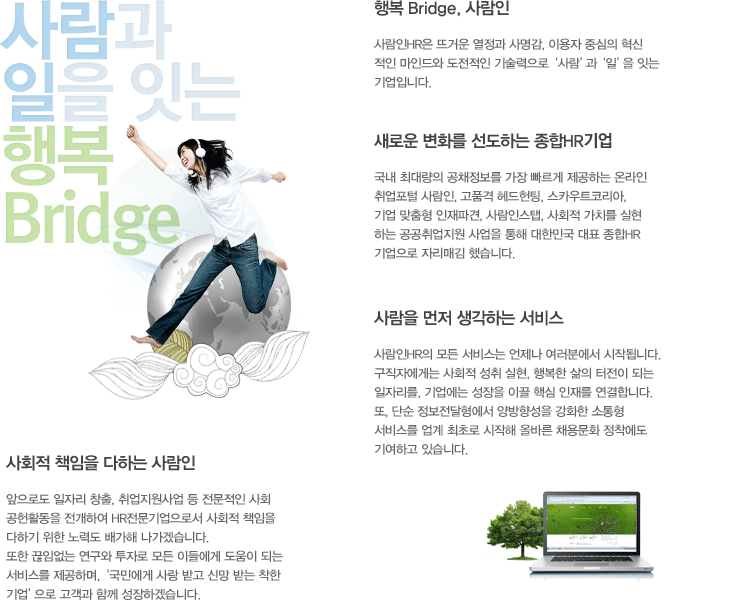 사람과
일을 잇는
행복
Bridge
행복 Bridge, 사람인
사람인HR은 뜨거운 열정과 사명감, 이용자 중심의 혁신
적인 마인드와 도전적인 기술력으로 ‘사람’과 ‘일’을 잇는
기업입니다.
새로운 변화를 선도하는 종합HR기업
국내 최대량의 공채정보를 가장 빠르게 제공하는 온라인
취업포털 사람인, 고품격 헤드헌팅, 스카우트코리아,
기업 맞춤형 인재파견, 사람인스탭, 사회적 가치를 실현
하는 공공취업지원 사업을 통해 대한민국 대표 종합HR
기업으로 자리매김 했습니다.
사람을 먼저 생각하는 서비스
사람인HR의 모든 서비스는 언제나 여러분에서 시작됩니다.
구직자에게는 사회적 성취 실현, 행복한 삶의 터전이 되는
일자리를, 기업에는 성장을 이끌 핵심 인재를 연결합니다.
또, 단순 정보전달형에서 양방향성을 강화한 소통형
서비스를 업계 최초로 시작해 올바른 채용문화 정착에도
기여하고 있습니다.
사회적 책임을 다하는 사람인
앞으로도 일자리 창출, 취업지원사업 등 전문적인 사회
공헌활동을 전개하여 HR전문기업으로서 사회적 책임을
다하기 위한 노력도 배가해 나가겠습니다.
또한 끊임없는 연구와 투자로 모든 이들에게 도움이 되는
서비스를 제공하며, ‘국민에게 사랑 받고 신망 받는 착한
기업’으로 고객과 함께 성장하겠습니다.